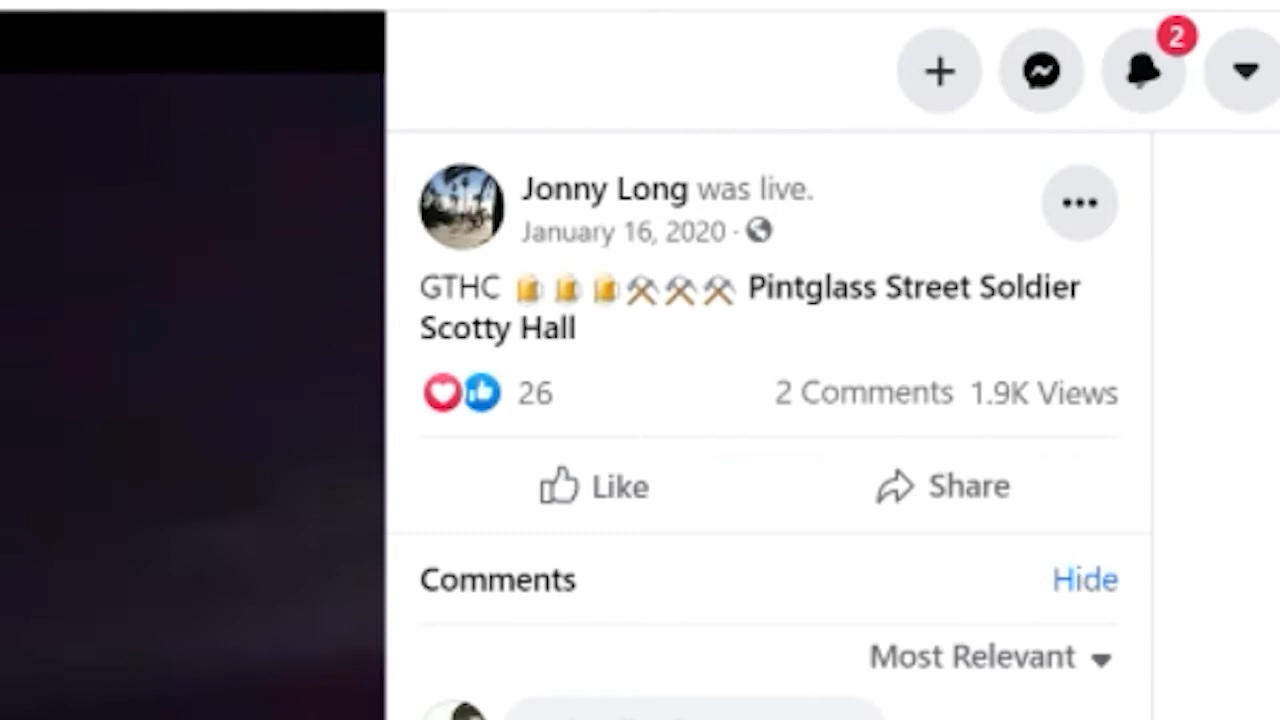 2
Jonny Long was live.
January 16, 2020 ·
GTHC 🍺🍺🍺⚒⚒⚒ Pintglass Street Soldier
Scotty Hall
26 2 Comments 1.9K Views
Like Share
Comments Hide
Most Relevant